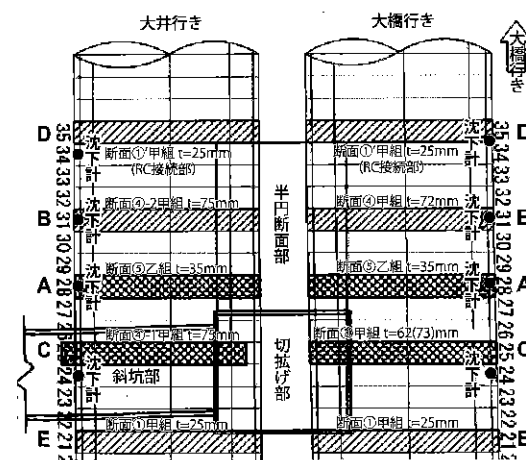 大井行き
大橋行き
大橋行き
D 35 34 33 32 沈下計 断面①'甲組 t=25mm (RC接続部)
断面①'甲組 t=25mm (RC接続部) 沈下計 35 34 33 32 D
B 31 30 29 沈下計 断面④-2甲組 t=75mm
断面④甲組 t=72mm 沈下計 31 30 29
半円断面部
A 28 27 26 沈下計 断面⑤乙組 t=35mm
断面⑤乙組 t=35mm 沈下計 29 28 27 26 A
C 25 24 23 沈下計 断面④-1甲組 t=75mm
断面③甲組 t=62(73)mm 沈下計 25 24 23
斜坑部
切拡げ部
E 22 21 断面①甲組 t=25mm
断面①甲組 t=25mm 22 21